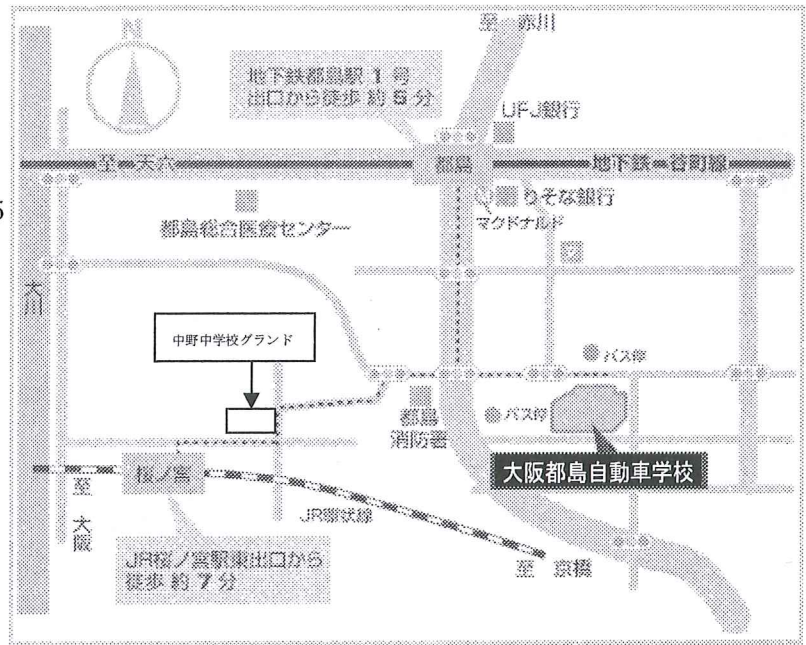 N
至 赤川
地下鉄都島駅 1 号
出口から徒歩 約 5 分
UFJ銀行
至 天六
都島
地下鉄 谷町線
りそな銀行
マクドナルド
都島総合医療センター
5
大川
中野中学校グランド
バス停
都島
消防署
バス停
大阪都島自動車学校
桜ノ宮
至 大阪
JR環状線
至 京橋
JR桜ノ宮駅東出口から
徒歩 約 7 分